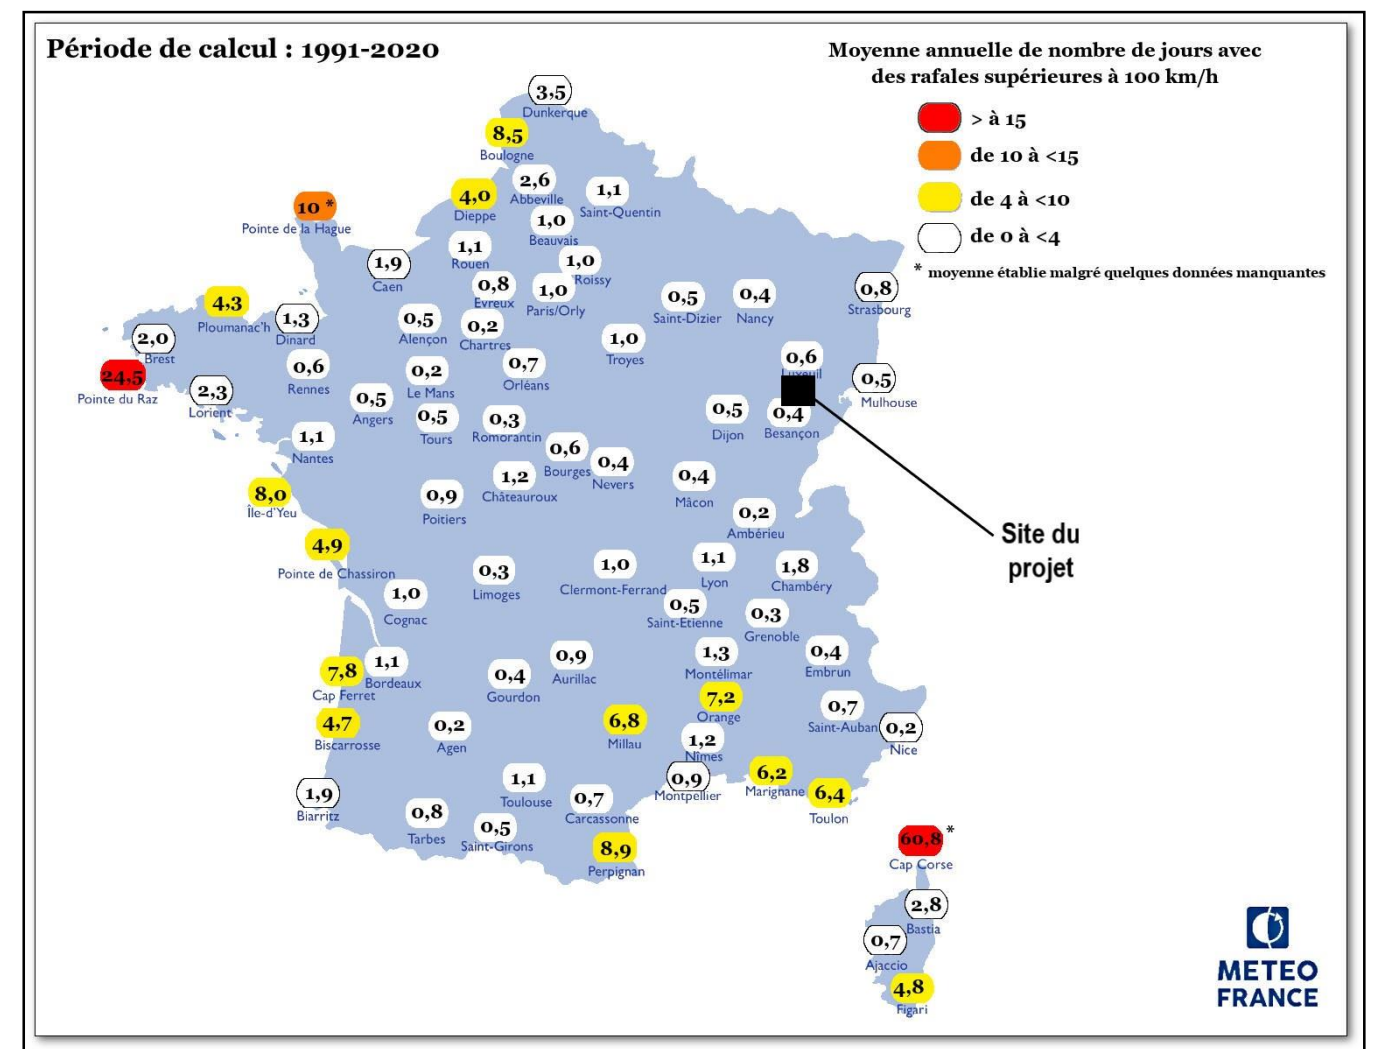 Période de calcul : 1991-2020
Moyenne annuelle de nombre de jours avec
des rafales supérieures à 100 km/h
> à 15
de 10 à <15
de 4 à <10
de 0 à <4
* moyenne établie malgré quelques données manquantes
3,5
Dunkerque
8,5
Boulogne
2,6
Abbeville
4,0
Dieppe
1,1
Saint-Quentin
10 *
Pointe de la Hague
1,0
Beauvais
1,1
Rouen
1,9
Caen
1,0
Roissy
0,8
Evreux
1,0
Paris/Orly
0,5
Saint-Dizier
0,4
Nancy
0,8
Strasbourg
4,3
Ploumanac'h
1,3
Dinard
0,5
Alençon
0,2
Chartres
2,0
Brest
1,0
Troyes
0,6
Luxeuil
24,5
Pointe du Raz
0,6
Rennes
0,2
Le Mans
0,7
Orléans
0,5
Mulhouse
2,3
Lorient
0,5
Angers
0,5
Tours
0,3
Romorantin
0,5
Dijon
0,4
Besançon
1,1
Nantes
0,6
Bourges
0,4
Nevers
1,2
Châteauroux
0,4
Mâcon
8,0
Île-d'Yeu
0,9
Poitiers
0,2
Ambérieu
Site du
projet
4,9
Pointe de Chassiron
0,3
Limoges
1,0
Clermont-Ferrand
1,1
Lyon
1,8
Chambéry
1,0
Cognac
0,5
Saint-Etienne
0,3
Grenoble
7,8
Cap Ferret
1,1
Bordeaux
0,4
Gourdon
0,9
Aurillac
1,3
Montélimar
0,4
Embrun
7,2
Orange
4,7
Biscarrosse
0,2
Agen
6,8
Millau
1,2
Nîmes
0,7
Saint-Auban
0,2
Nice
1,9
Biarritz
1,1
Toulouse
0,9
Montpellier
6,2
Marignane
6,4
Toulon
0,8
Tarbes
0,5
Saint-Girons
0,7
Carcassonne
8,9
Perpignan
60,8 *
Cap Corse
2,8
Bastia
0,7
Ajaccio
4,8
Figari
METEO
FRANCE